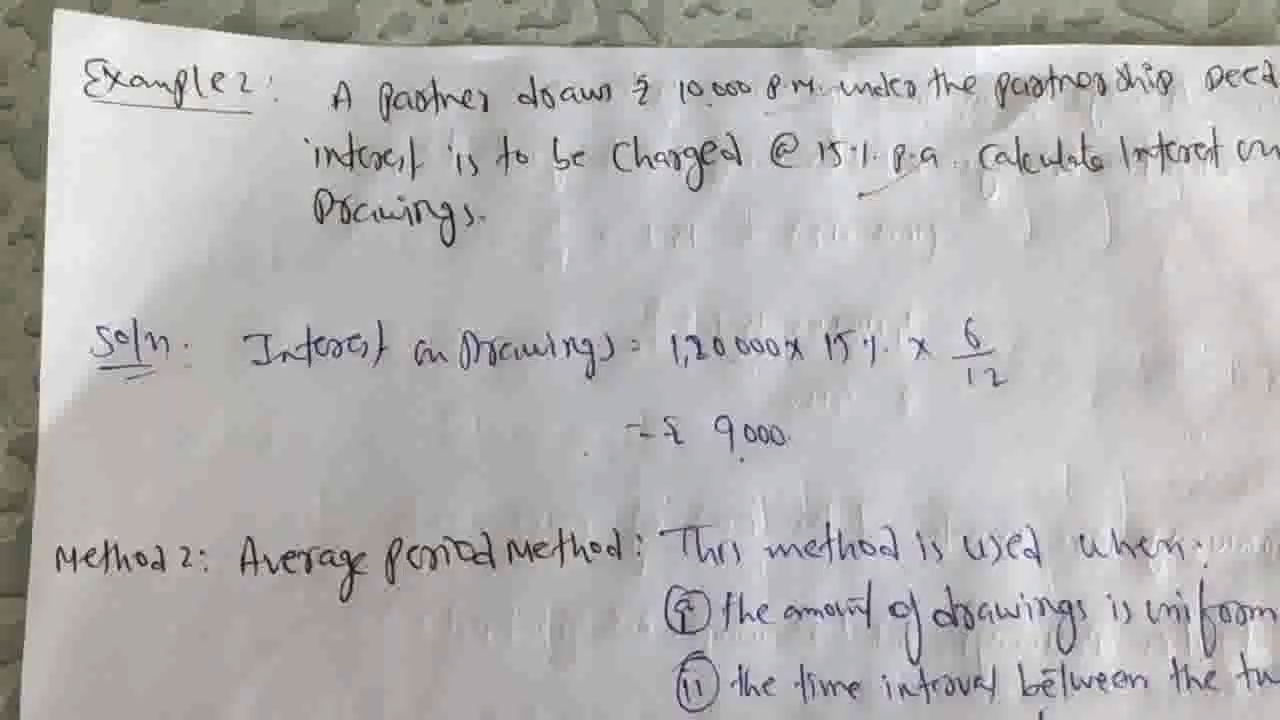 Example 2: A partner draws ₹ 10,000 P.M. under the partnership Deed
interest is to be charged @ 15% p.a. Calculate Interest on
Drawings.
Soln: Interest on Drawings = 1,20,000 x 15% x 6/12
= ₹ 9,000.
Method 2: Average period Method: This method is used when:
(i) the amount of drawings is uniform
(ii) the time interval between the